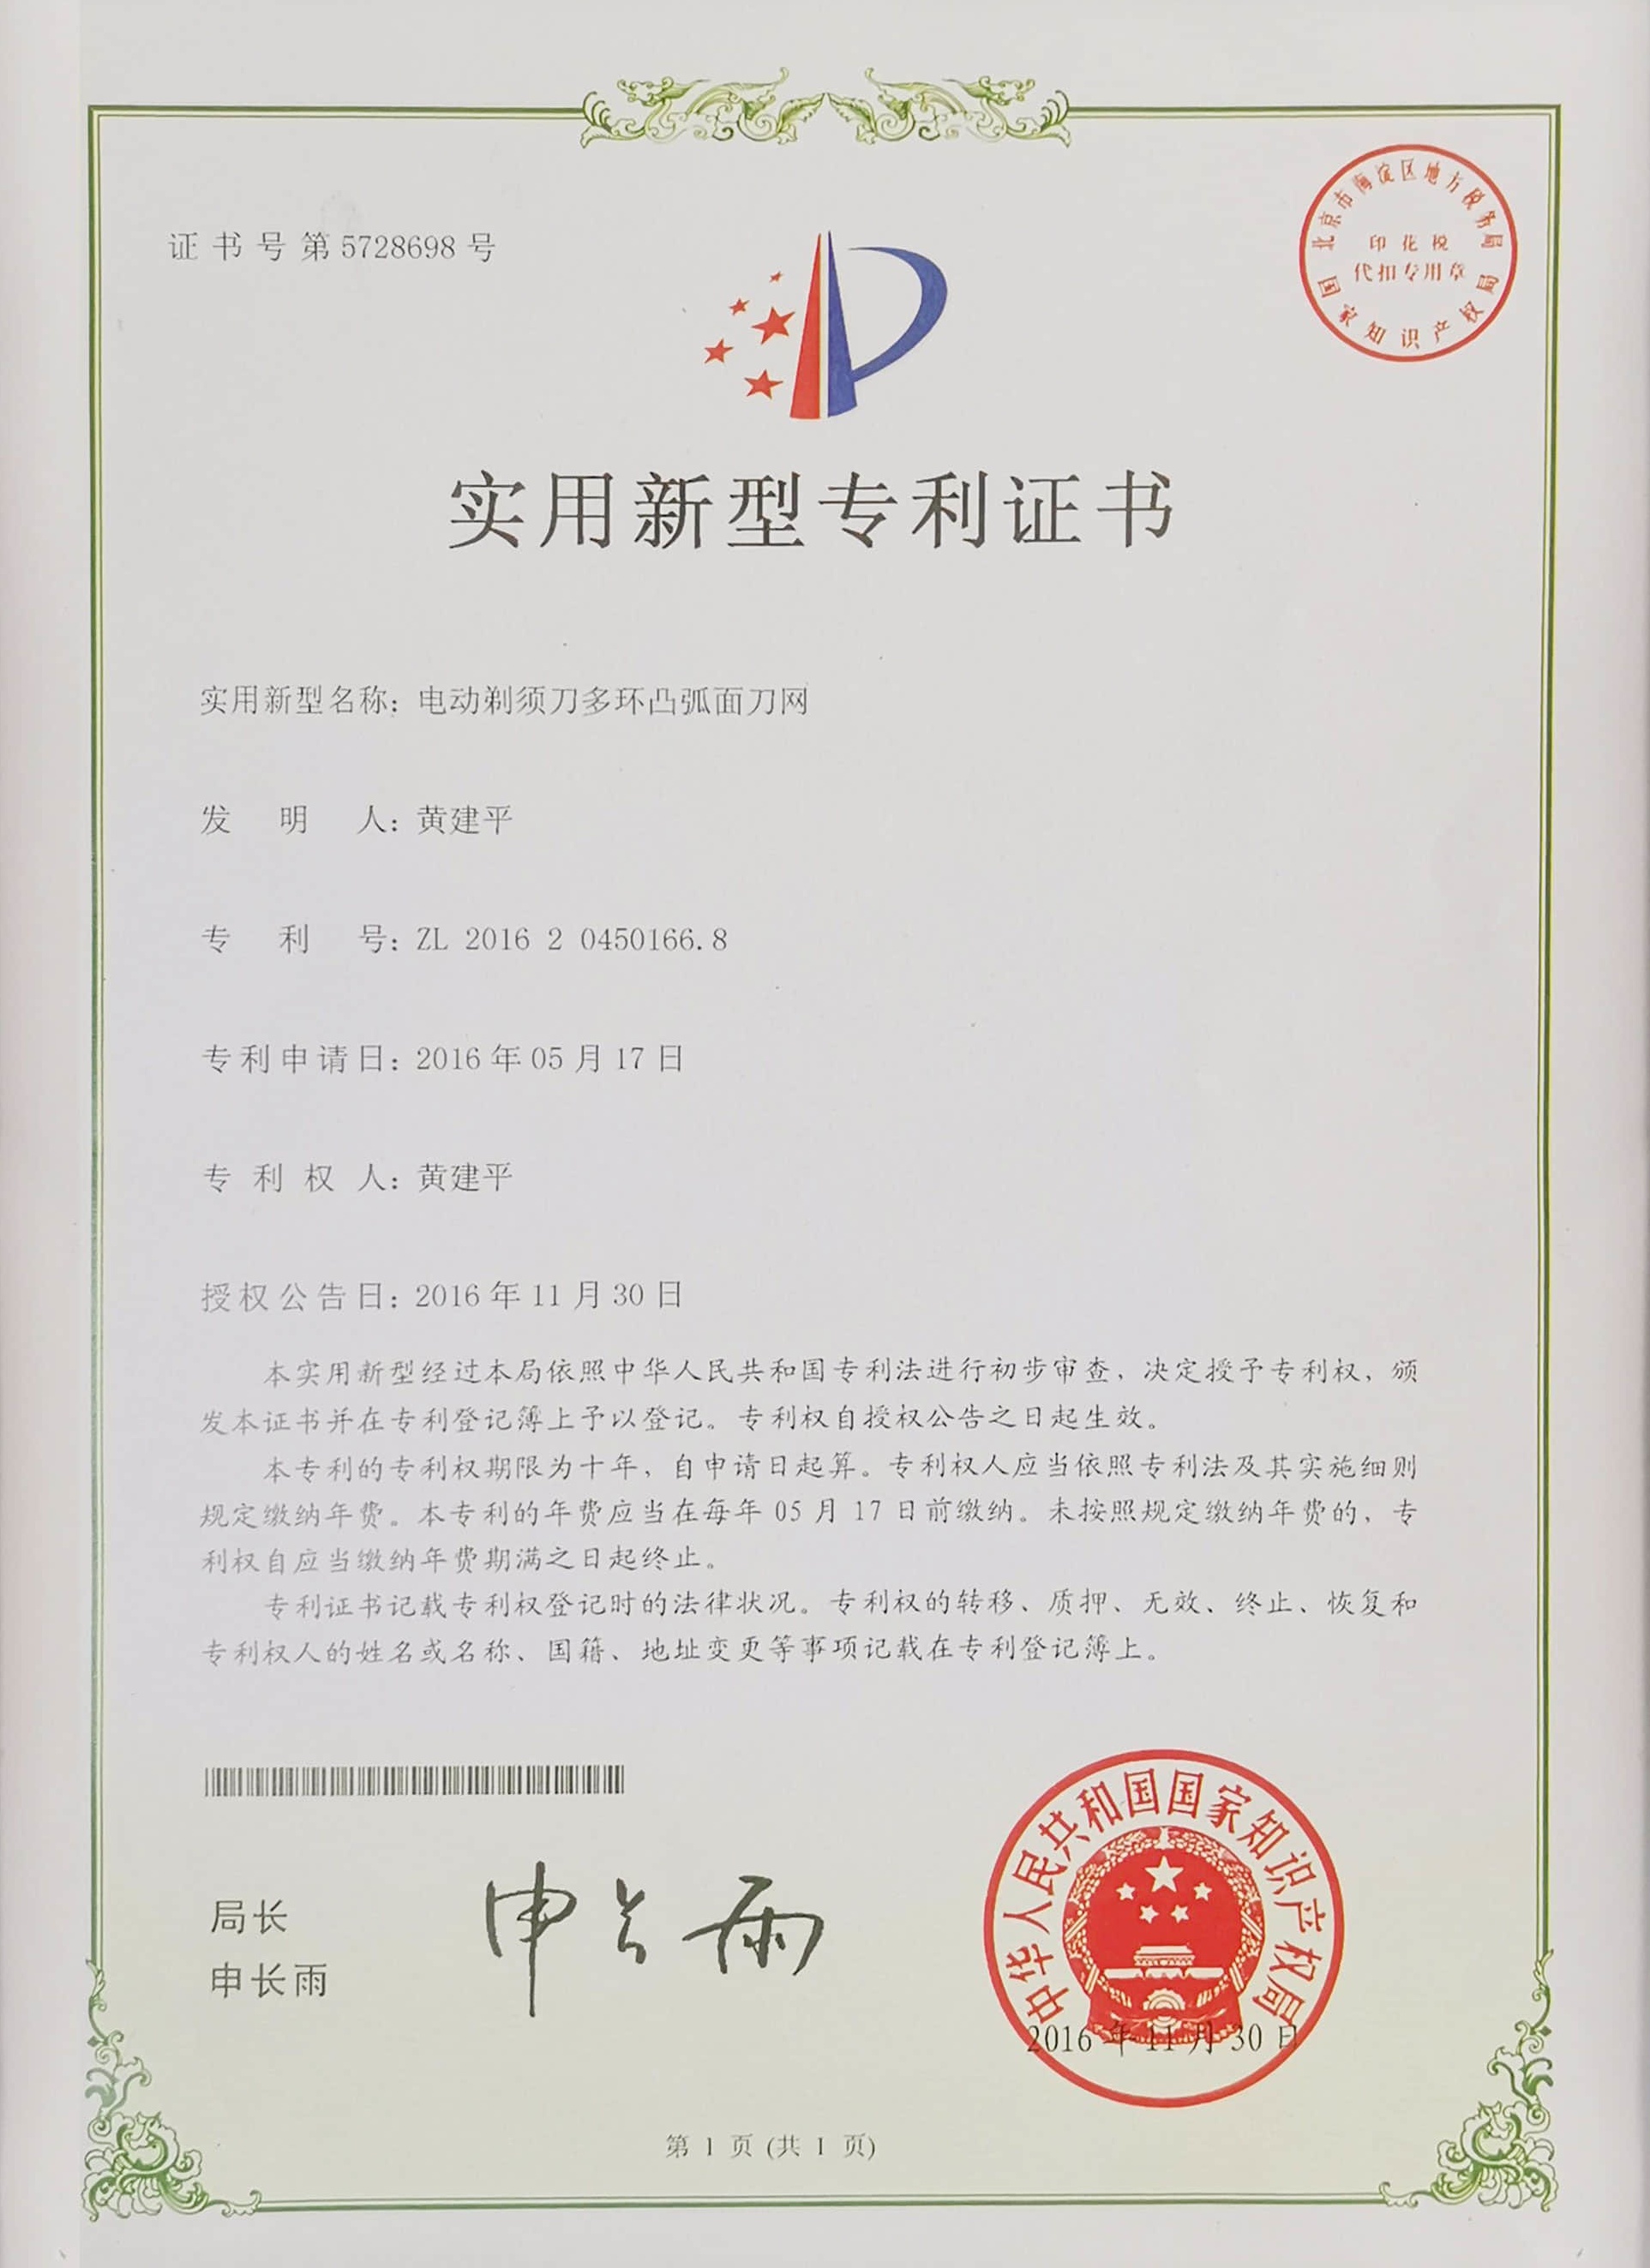 证书号第5728698号
北京市海淀区地方税务局
印花税
代扣专用章
国家知识产权局
实用新型专利证书
实用新型名称：电动剃须刀多环凸弧面刀网
发明人：黄建平
专利号：ZL 2016 2 0450166.8
专利申请日：2016年05月17日
专利权人：黄建平
授权公告日：2016年11月30日
本实用新型经过本局依照中华人民共和国专利法进行初步审查，决定授予专利权，颁
发本证书并在专利登记簿上予以登记。专利权自授权公告之日起生效。
本专利的专利权期限为十年，自申请日起算。专利权人应当依照专利法及其实施细则
规定缴纳年费。本专利的年费应当在每年05月17日前缴纳。未按照规定缴纳年费的，专
利权自应当缴纳年费期满之日起终止。
专利证书记载专利权登记时的法律状况。专利权的转移、质押、无效、终止、恢复和
专利权人的姓名或名称、国籍、地址变更等事项记载在专利登记簿上。
局长
申长雨
申长雨
中华人民共和国国家知识产权局
2016年11月30日
第1页(共1页)